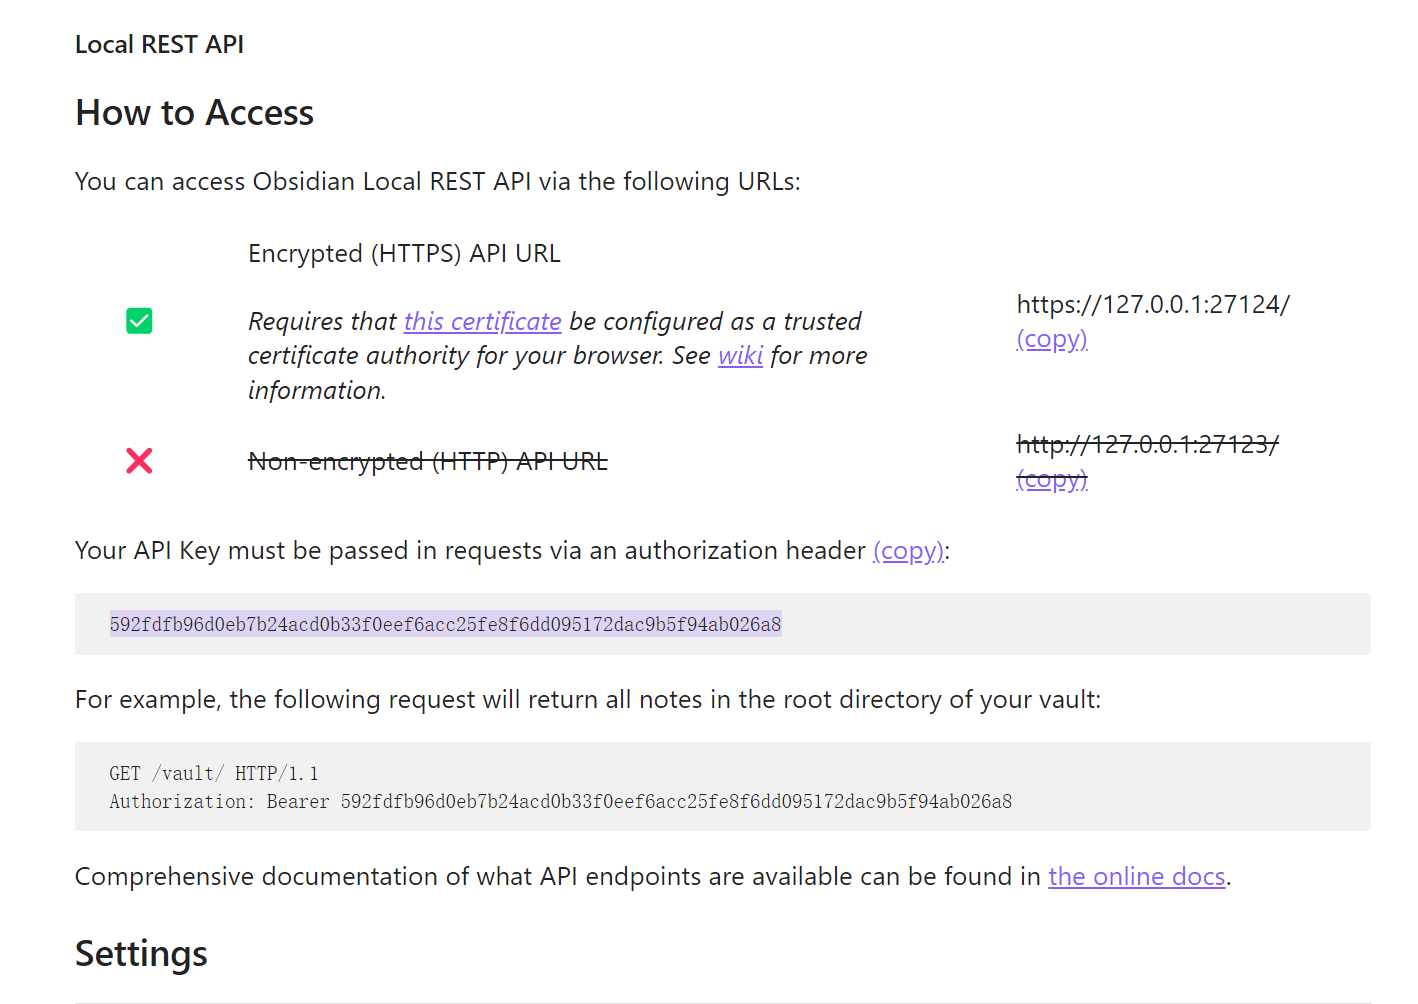 Local REST API
How to Access
You can access Obsidian Local REST API via the following URLs:
Encrypted (HTTPS) API URL
Requires that this certificate be configured as a trusted
certificate authority for your browser. See wiki for more
information.
https://127.0.0.1:27124/
(copy)
Non-encrypted (HTTP) API URL
http://127.0.0.1:27123/
(copy)
Your API Key must be passed in requests via an authorization header (copy):
592fdfb96d0eb7b24acd0b33f0eef6acc25fe8f6dd095172dac9b5f94ab026a8
For example, the following request will return all notes in the root directory of your vault:
GET /vault/ HTTP/1.1
Authorization: Bearer 592fdfb96d0eb7b24acd0b33f0eef6acc25fe8f6dd095172dac9b5f94ab026a8
Comprehensive documentation of what API endpoints are available can be found in the online docs.
Settings